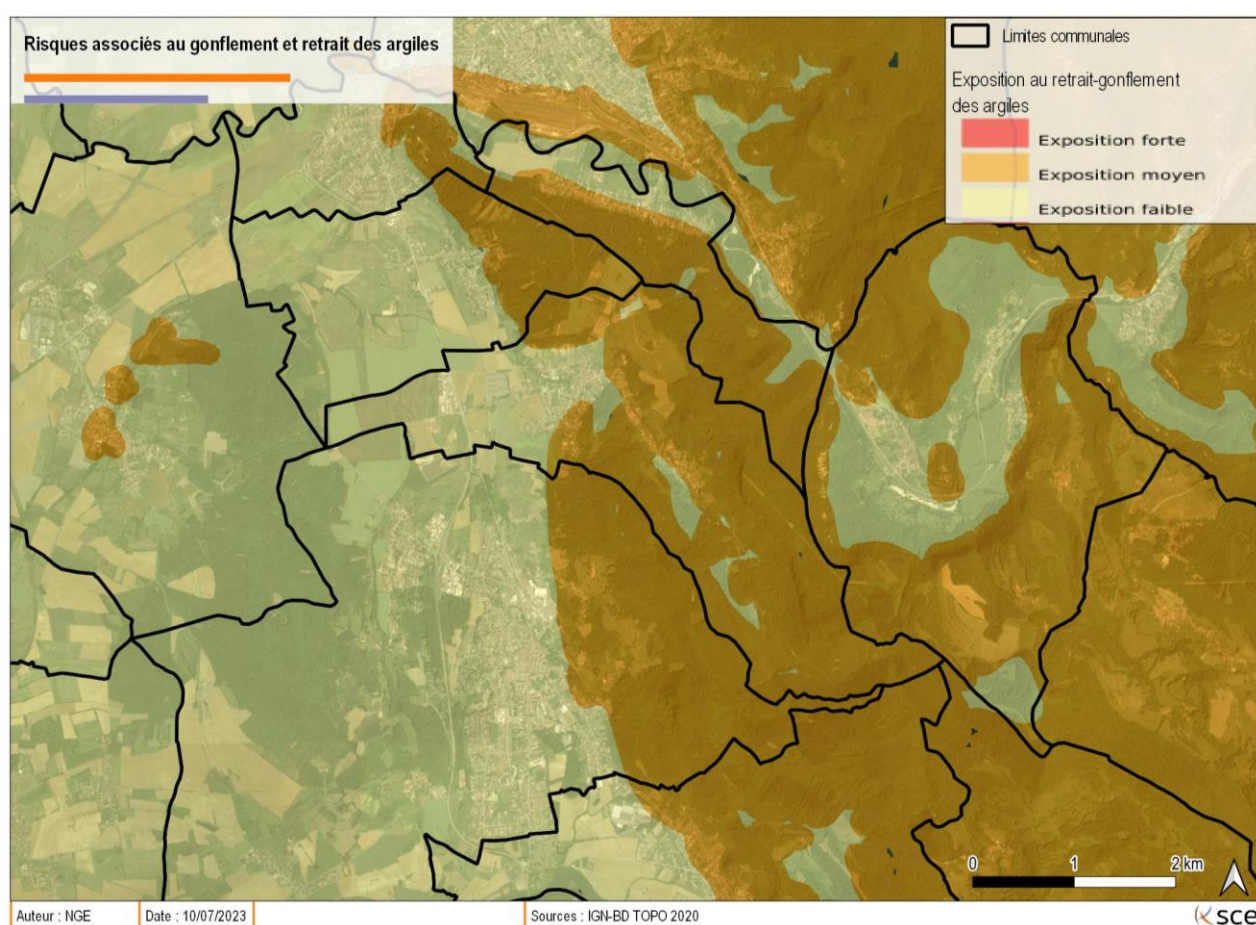 Risques associés au gonflement et retrait des argiles
Limites communales
Exposition au retrait-gonflement
des argiles
Exposition forte
Exposition moyen
Exposition faible
0 1 2 km
Auteur : NGE
Date : 10/07/2023
Sources : IGN-BD TOPO 2020
sce